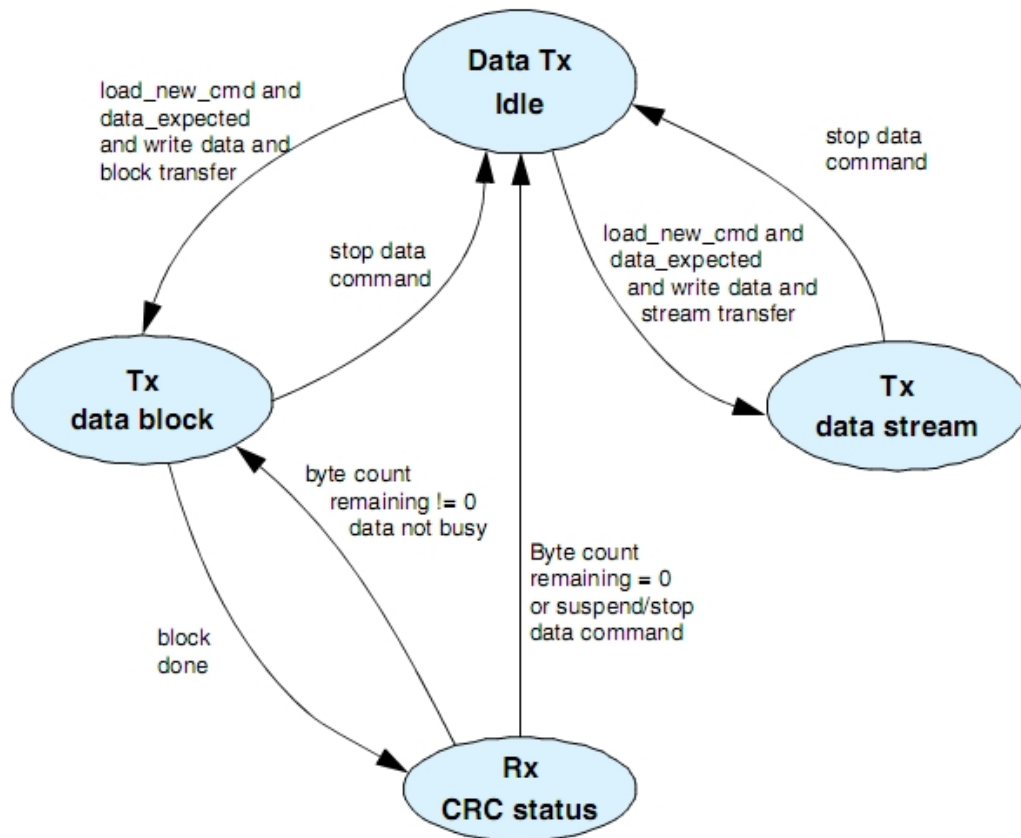 Data Tx
Idle
load_new_cmd and
data_expected
and write data and
block transfer
stop data
command
stop data
command
load_new_cmd and
data_expected
and write data and
stream transfer
Tx
data block
Tx
data stream
byte count
remaining != 0
data not busy
Byte count
remaining = 0
or suspend/stop
data command
block
done
Rx
CRC status